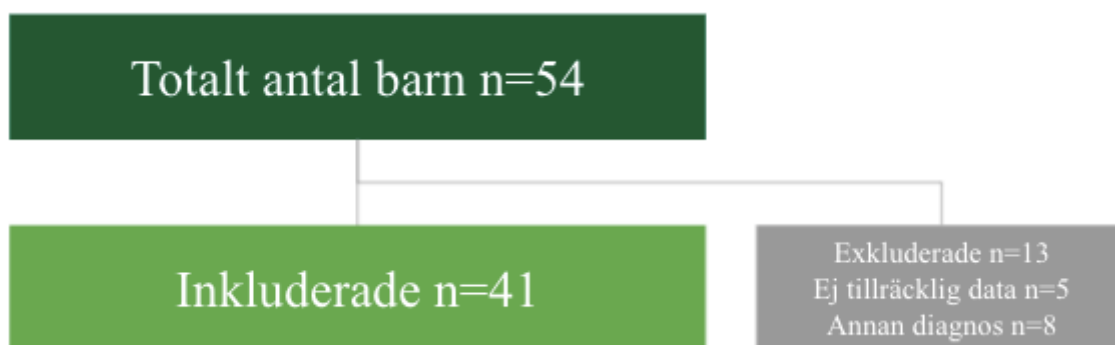 Totalt antal barn n=54
Inkluderade n=41
Exkluderade n=13
Ej tillräcklig data n=5
Annan diagnos n=8